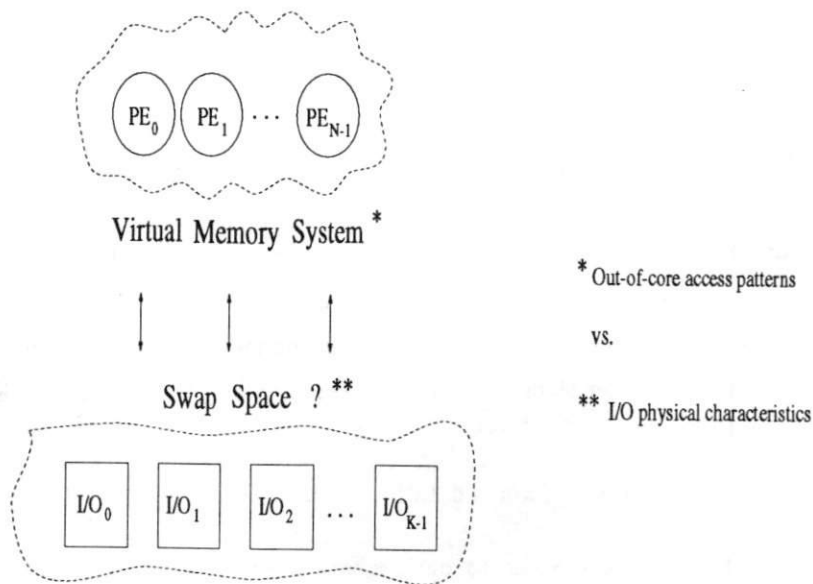 PE0 PE1 ... PEN-1
Virtual Memory System *
* Out-of-core access patterns
vs.
Swap Space ? **
** I/O physical characteristics
I/O0 I/O1 I/O2 ... I/OK-1